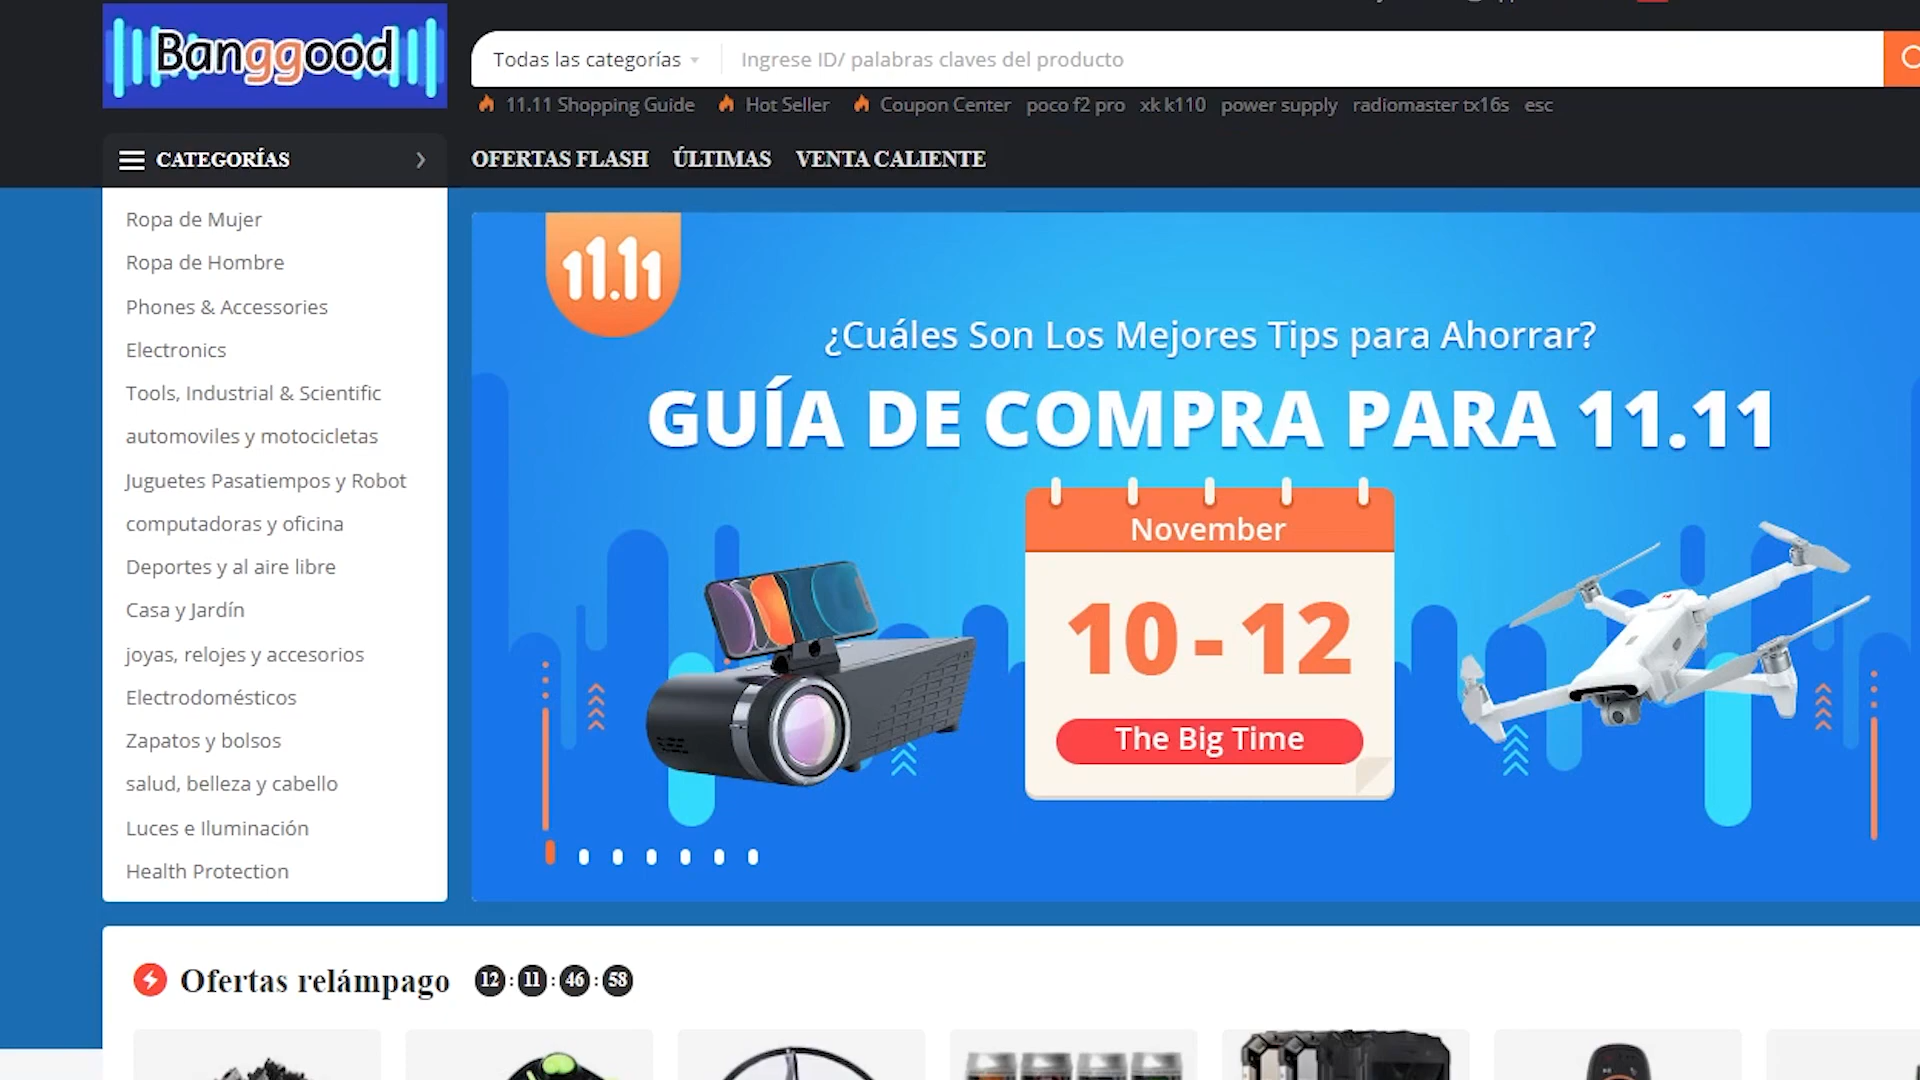 Banggood
Todas las categorías
Ingrese ID/ palabras claves del producto
11.11 Shopping Guide
Hot Seller
Coupon Center
poco f2 pro
xk k110
power supply
radiomaster tx16s
esc
CATEGORÍAS
OFERTAS FLASH
ÚLTIMAS
VENTA CALIENTE
Ropa de Mujer
Ropa de Hombre
Phones & Accessories
Electronics
Tools, Industrial & Scientific
automoviles y motocicletas
Juguetes Pasatiempos y Robot
computadoras y oficina
Deportes y al aire libre
Casa y Jardín
joyas, relojes y accesorios
Electrodomésticos
Zapatos y bolsos
salud, belleza y cabello
Luces e Iluminación
Health Protection
11.11
¿Cuáles Son Los Mejores Tips para Ahorrar?
GUÍA DE COMPRA PARA 11.11
November
10-12
The Big Time
Ofertas relámpago
12:11:46:58